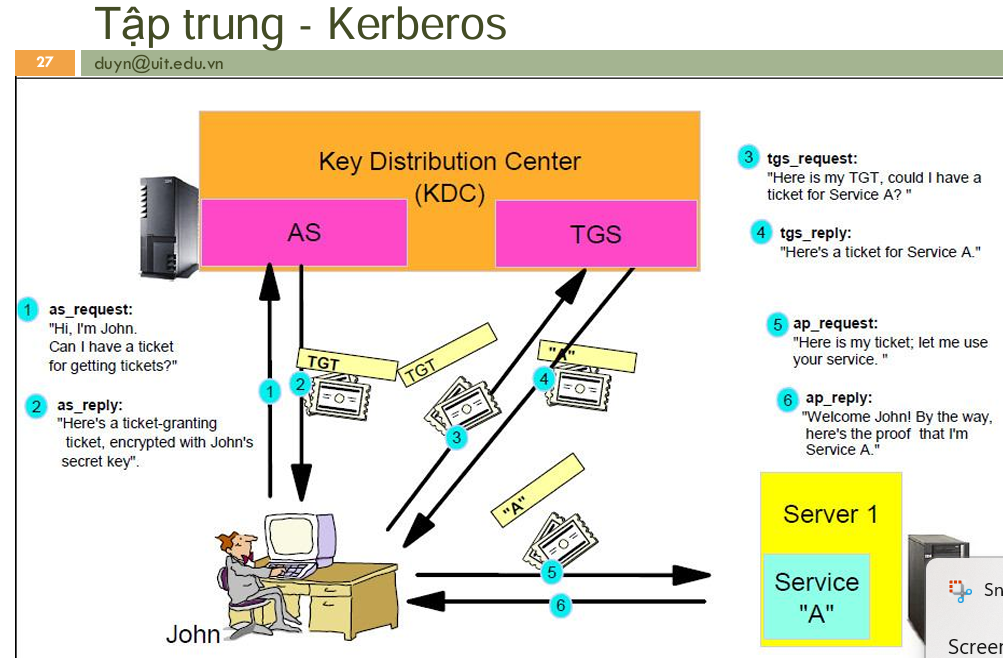 Tập trung - Kerberos
27
duyn@uit.edu.vn
Key Distribution Center
(KDC)
AS
TGS
3
tgs_request:
"Here is my TGT, could I have a
ticket for Service A? "
4
tgs_reply:
"Here's a ticket for Service A."
1
as_request:
"Hi, I'm John.
Can I have a ticket
for getting tickets?"
2
as_reply:
"Here's a ticket-granting
ticket, encrypted with John's
secret key".
5
ap_request:
"Here is my ticket; let me use
your service. "
6
ap_reply:
"Welcome John! By the way,
here's the proof that I'm
Service A."
TGT
TGT
"A"
1
2
3
4
"A"
5
6
John
Server 1
Service
"A"
Sn
Screen